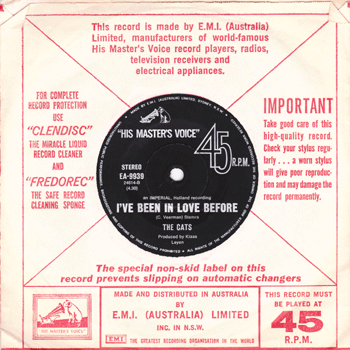 This record is made by E.M.I. (Australia)
Limited, manufacturers of world-famous
His Master's Voice record players, radios,
television receivers and
electrical appliances.
FOR COMPLETE
RECORD PROTECTION
USE
"CLENDISC"
THE MIRACLE LIQUID
RECORD CLEANER
AND
"FREDOREC"
THE SAFE RECORD
CLEANING SPONGE
"HIS MASTER'S VOICE"
45
R.P.M.
STEREO
EA-9939
(4.30)
an IMPERIAL, Holland recording
I'VE BEEN IN LOVE BEFORE
(C. Veerman) Stemra
THE CATS
Produced by Klaas
Leyen
IMPORTANT
Take good care of this
high-quality record.
Check your stylus regu-
larly . . . a worn stylus
will give poor reproduc-
tion and may damage the
record permanently.
The special non-skid label on this
record prevents slipping on automatic changers
"HIS MASTER'S VOICE"
MADE AND DISTRIBUTED IN AUSTRALIA
BY
E.M.I. (AUSTRALIA) LIMITED
INC. IN N.S.W.
EMI THE GREATEST RECORDING ORGANISATION IN THE WORLD
THIS RECORD MUST
BE PLAYED AT
45
R.P.M.